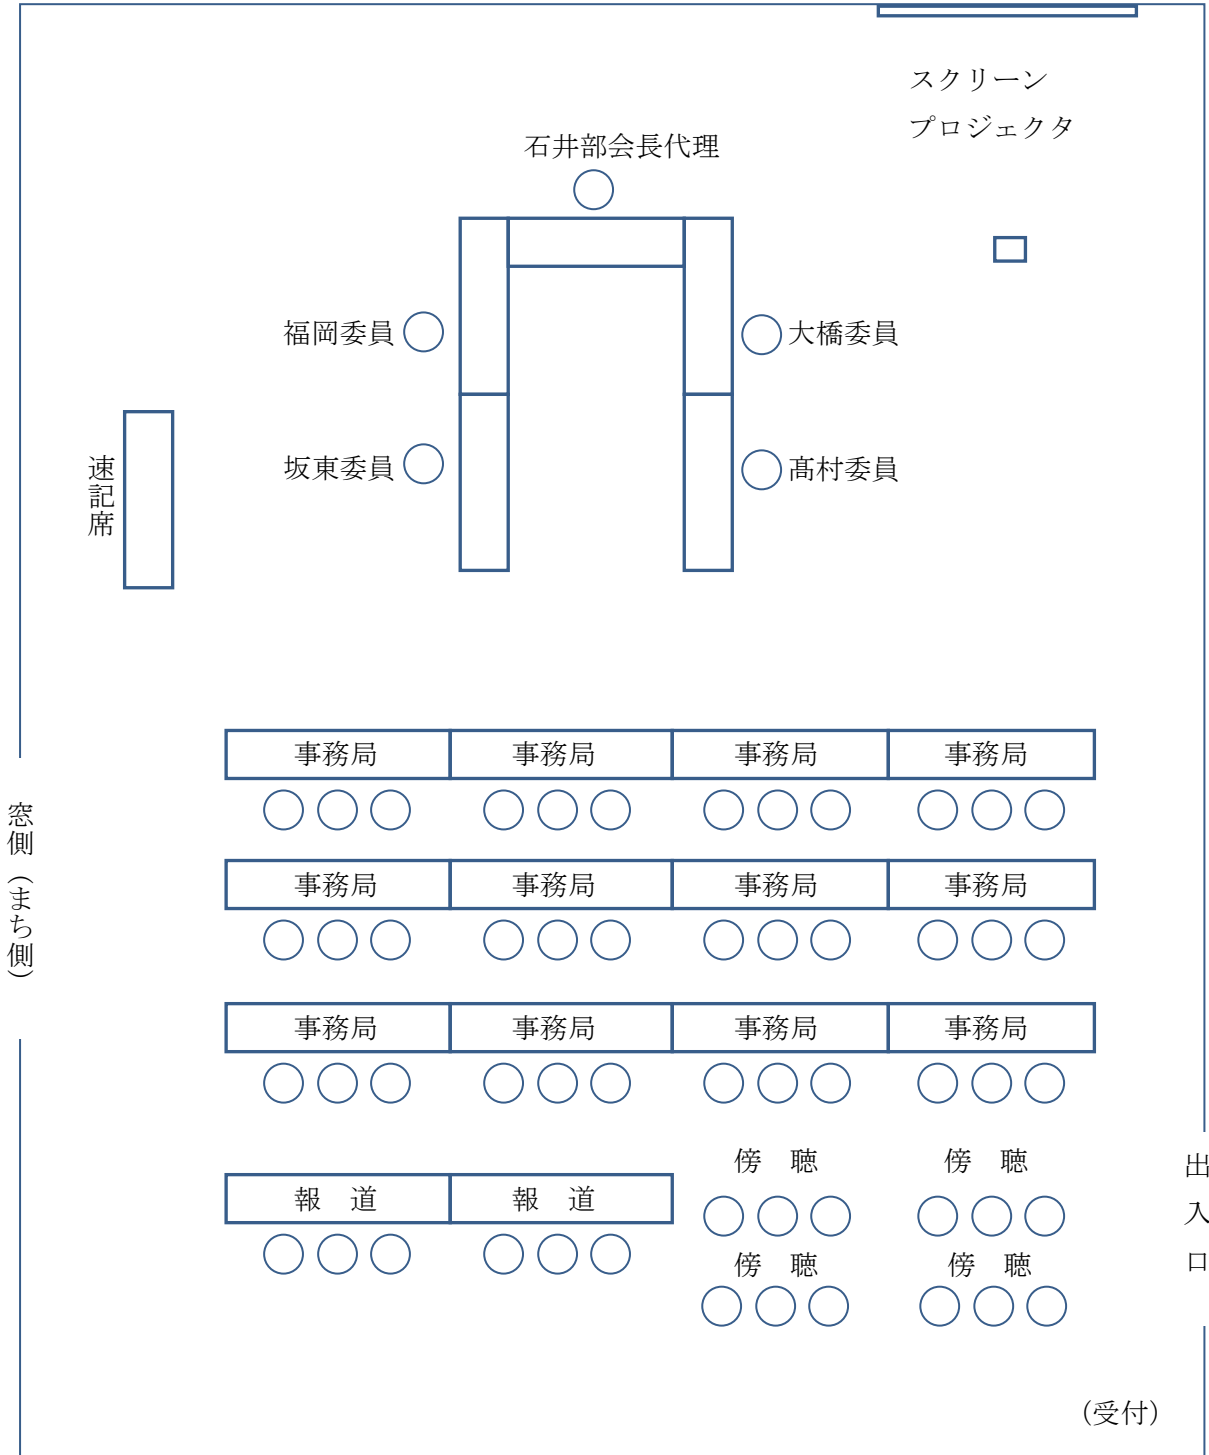 スクリーン
プロジェクタ
石井部会長代理
福岡委員
大橋委員
坂東委員
髙村委員
速記席
事務局 事務局 事務局 事務局
窓側（まち側）
事務局 事務局 事務局 事務局
事務局 事務局 事務局 事務局
傍　聴 傍　聴
報　道 報　道
出入口
傍　聴 傍　聴
（受付）